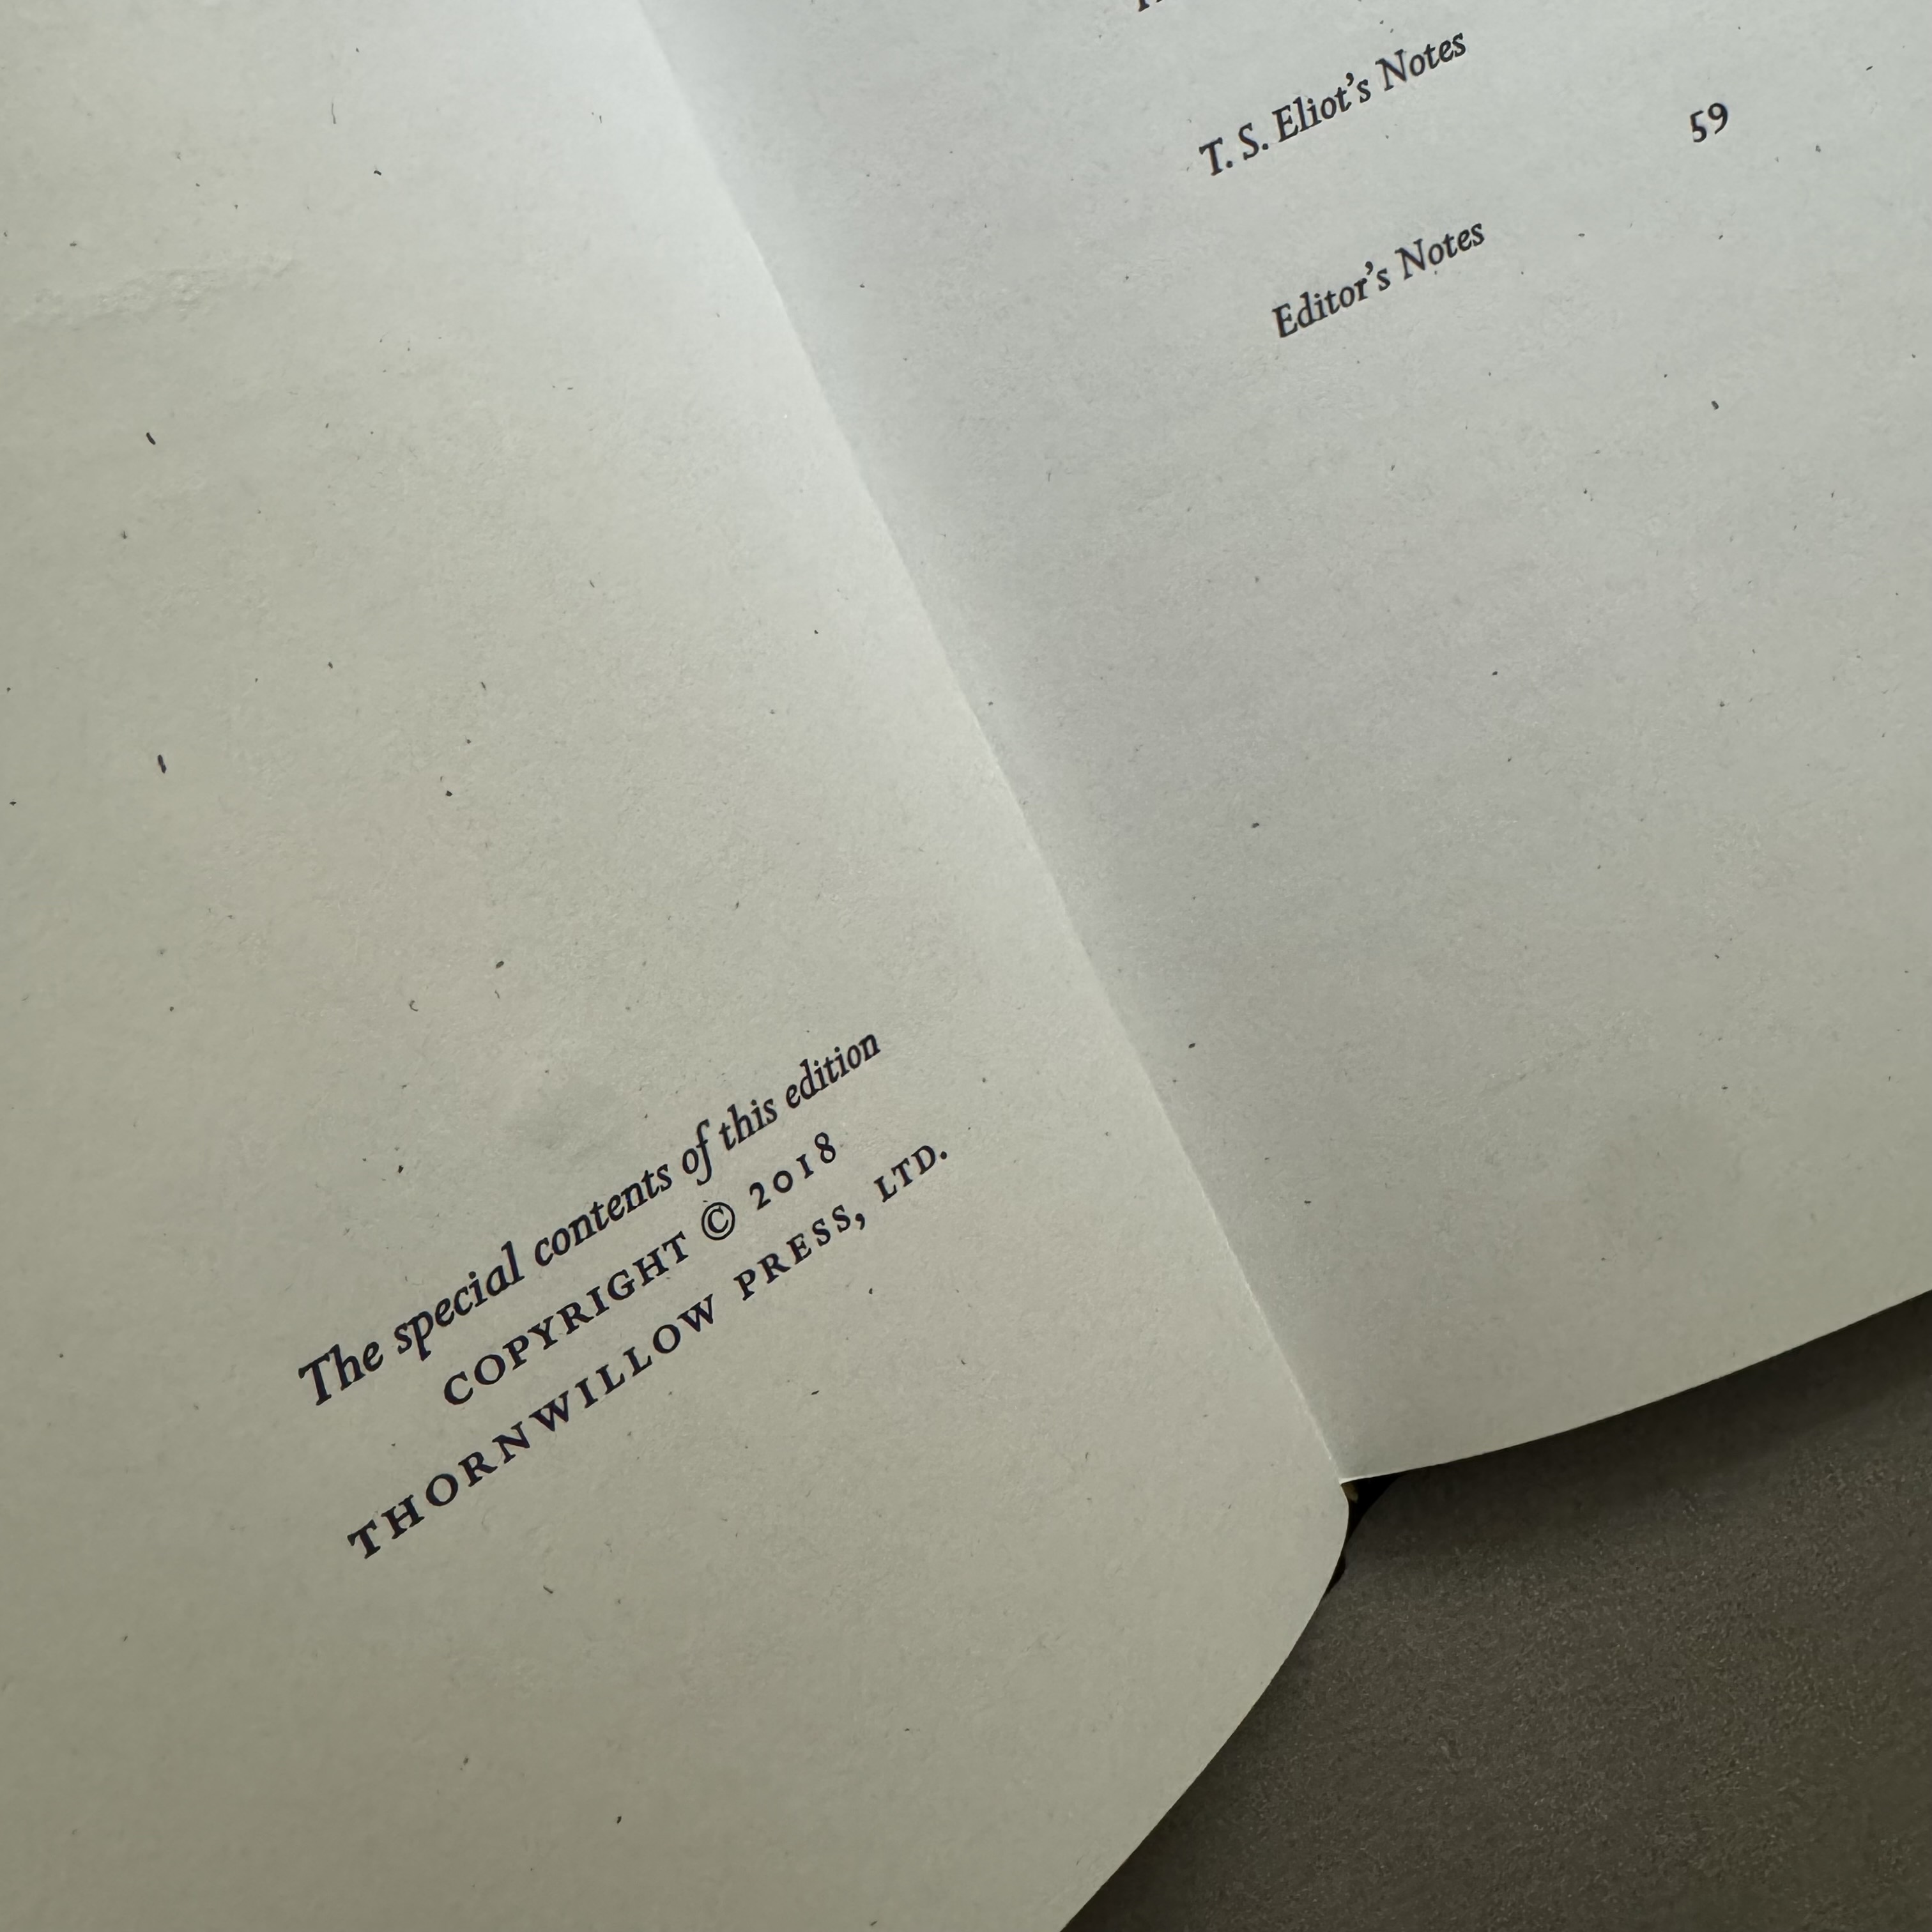 The special contents of this edition
COPYRIGHT © 2018
THORNWILLOW PRESS, LTD.
T. S. Eliot's Notes
59
Editor's Notes